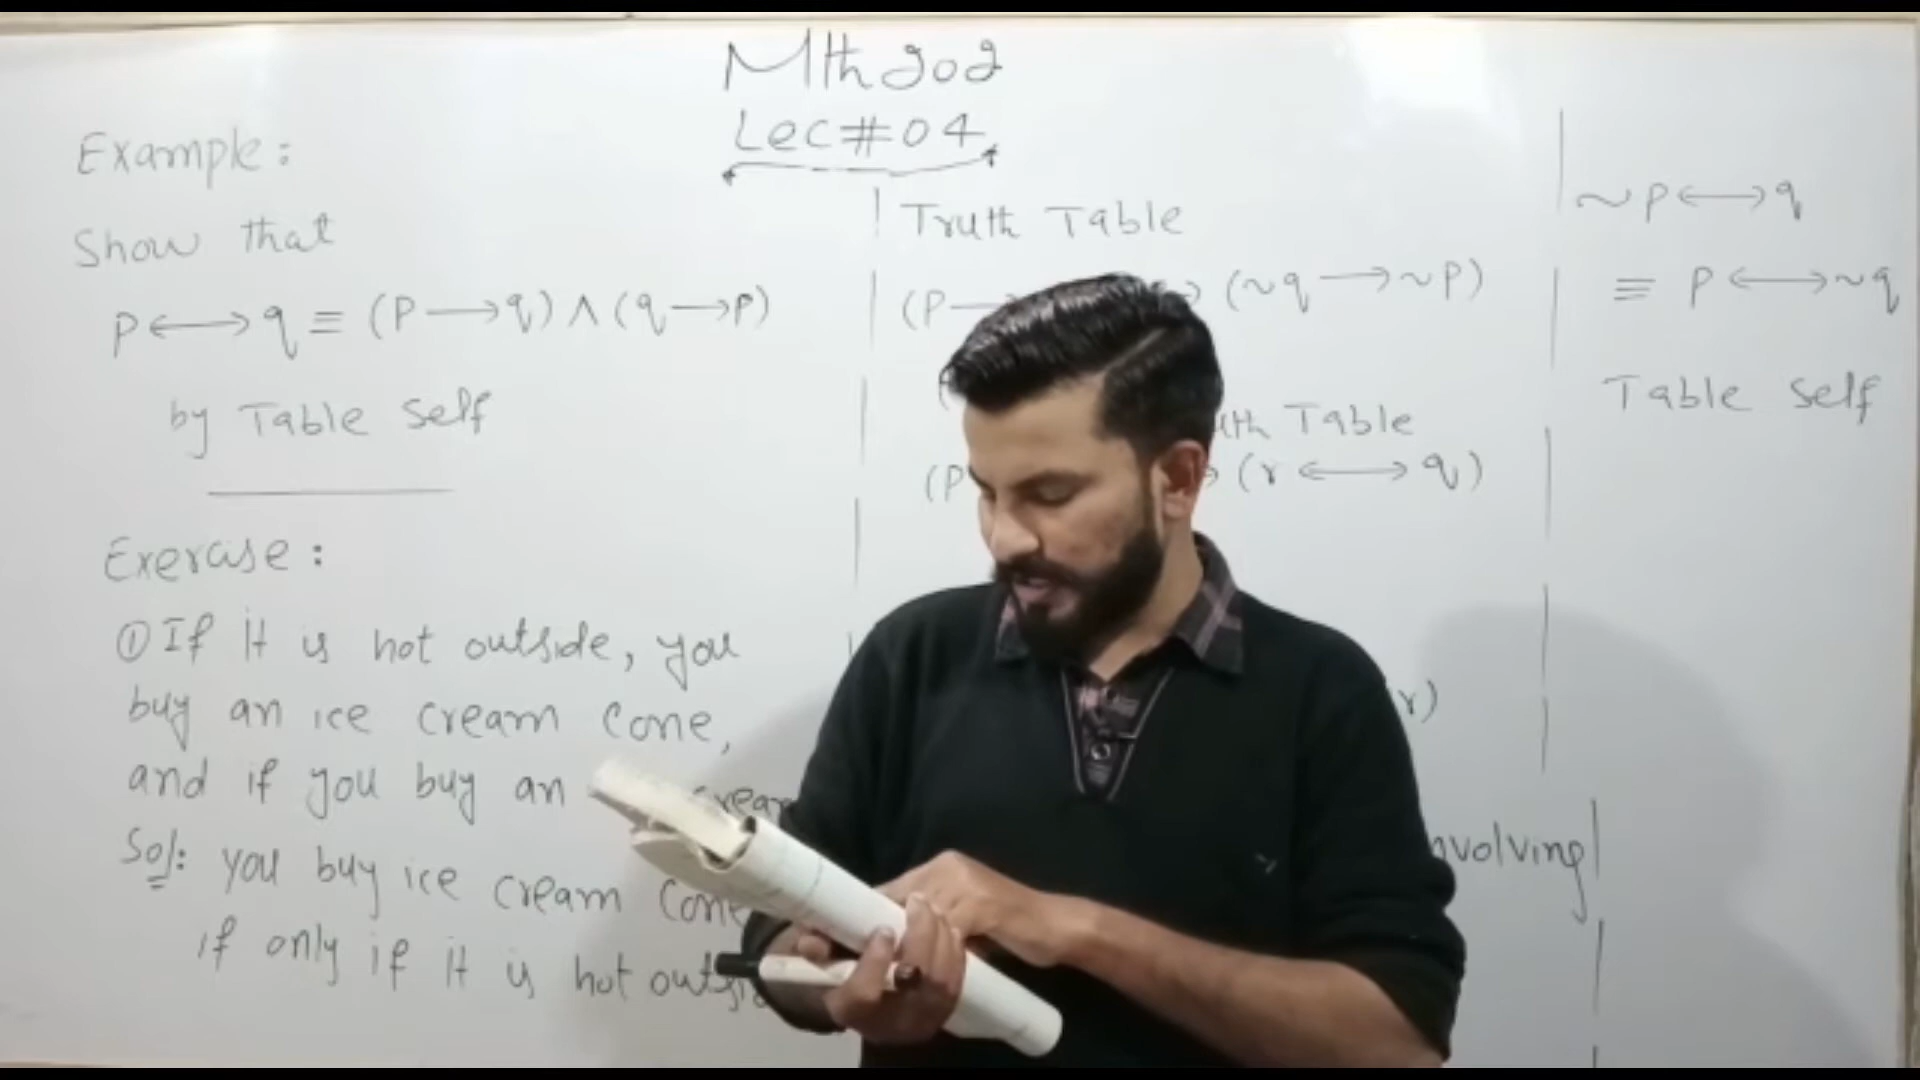 Mth202
Lec#04
Example:
Show that
P ⟷ q ≡ (P ⟶ q) ∧ (q ⟶ P)
by Table self
Exercise:
① If it is hot outside, you
buy an ice cream cone,
and if you buy an
Sol: you buy ice cream Cone
if only if it is hot
Truth Table
(P (~q ⟶ ~P)
Table
(P (r ⟷ q)
r)
~P ⟷ q
≡ P ⟷ ~q
Table self